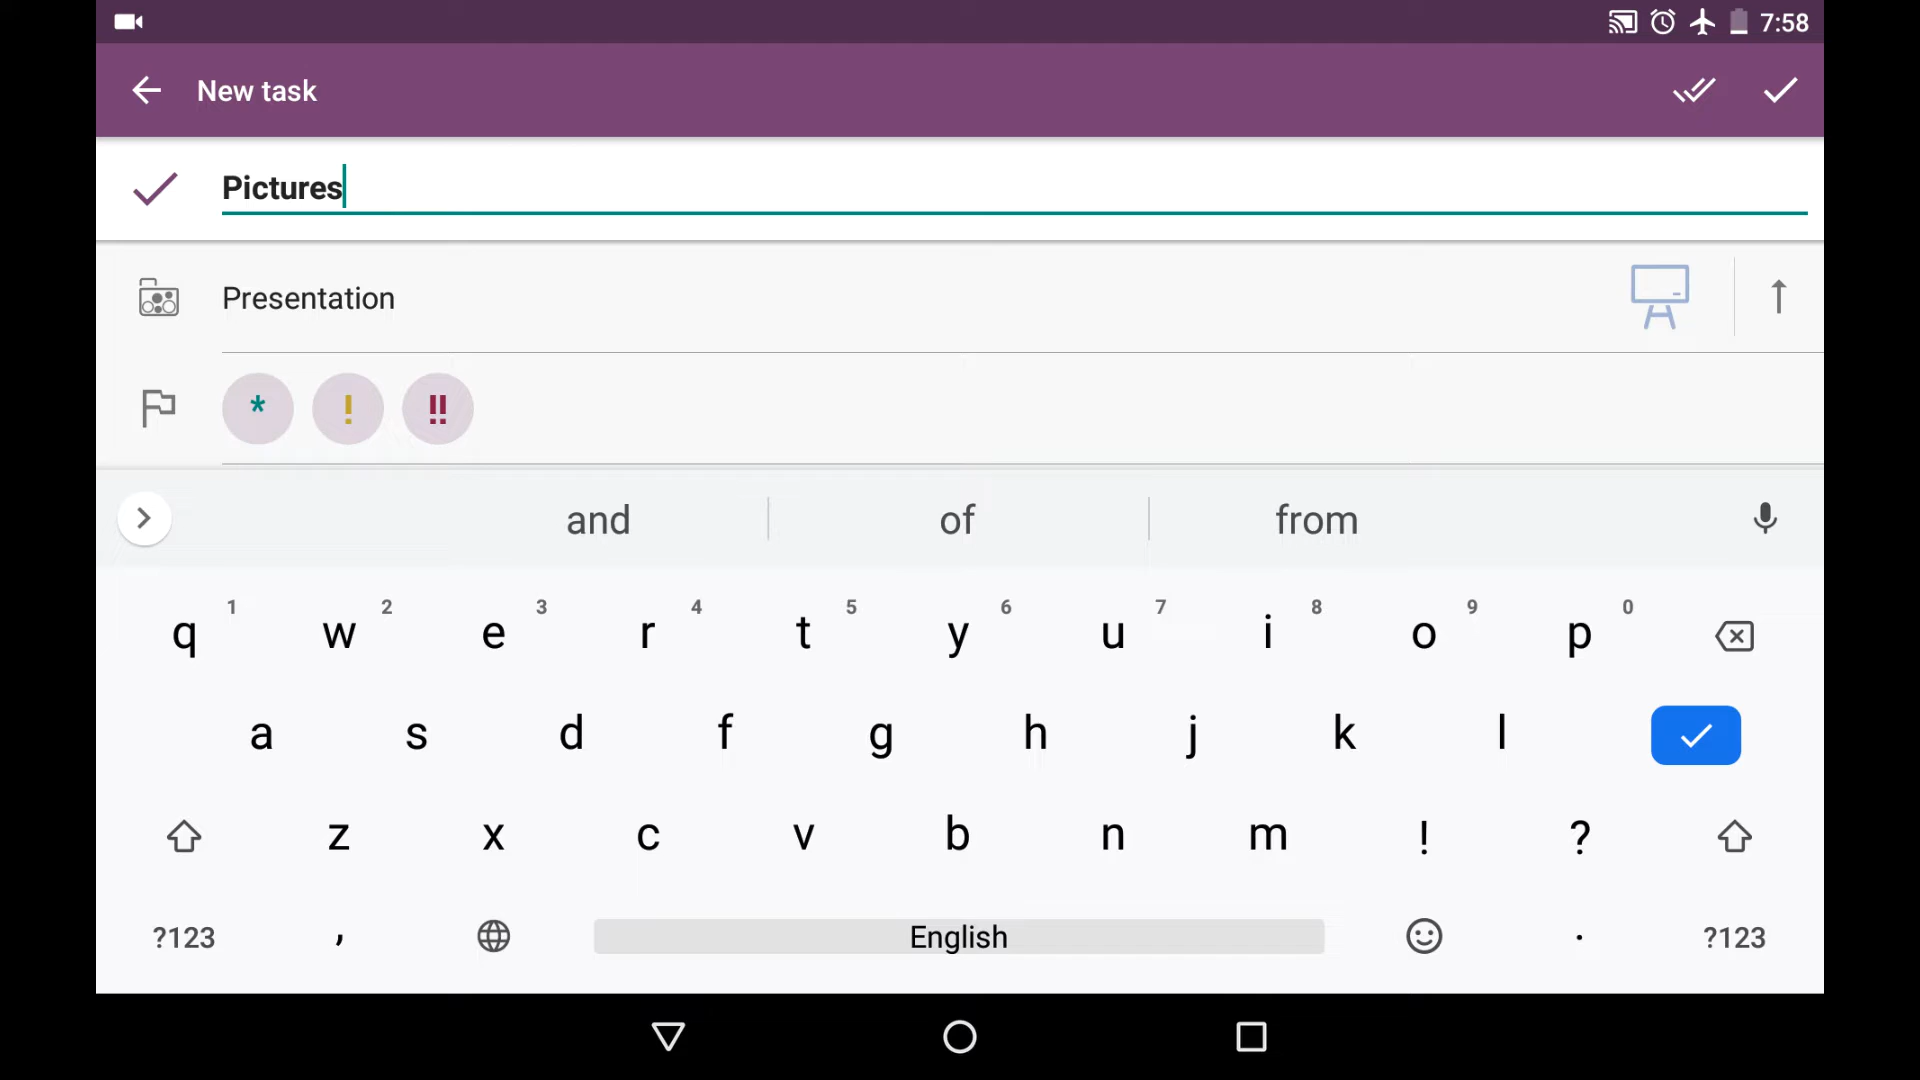 7:58
New task
Pictures
Presentation
* ! !!
and of from
q 1 w 2 e 3 r 4 t 5 y 6 u 7 i 8 o 9 p 0
a s d f g h j k l
z x c v b n m ! ?
?123 , English . ?123